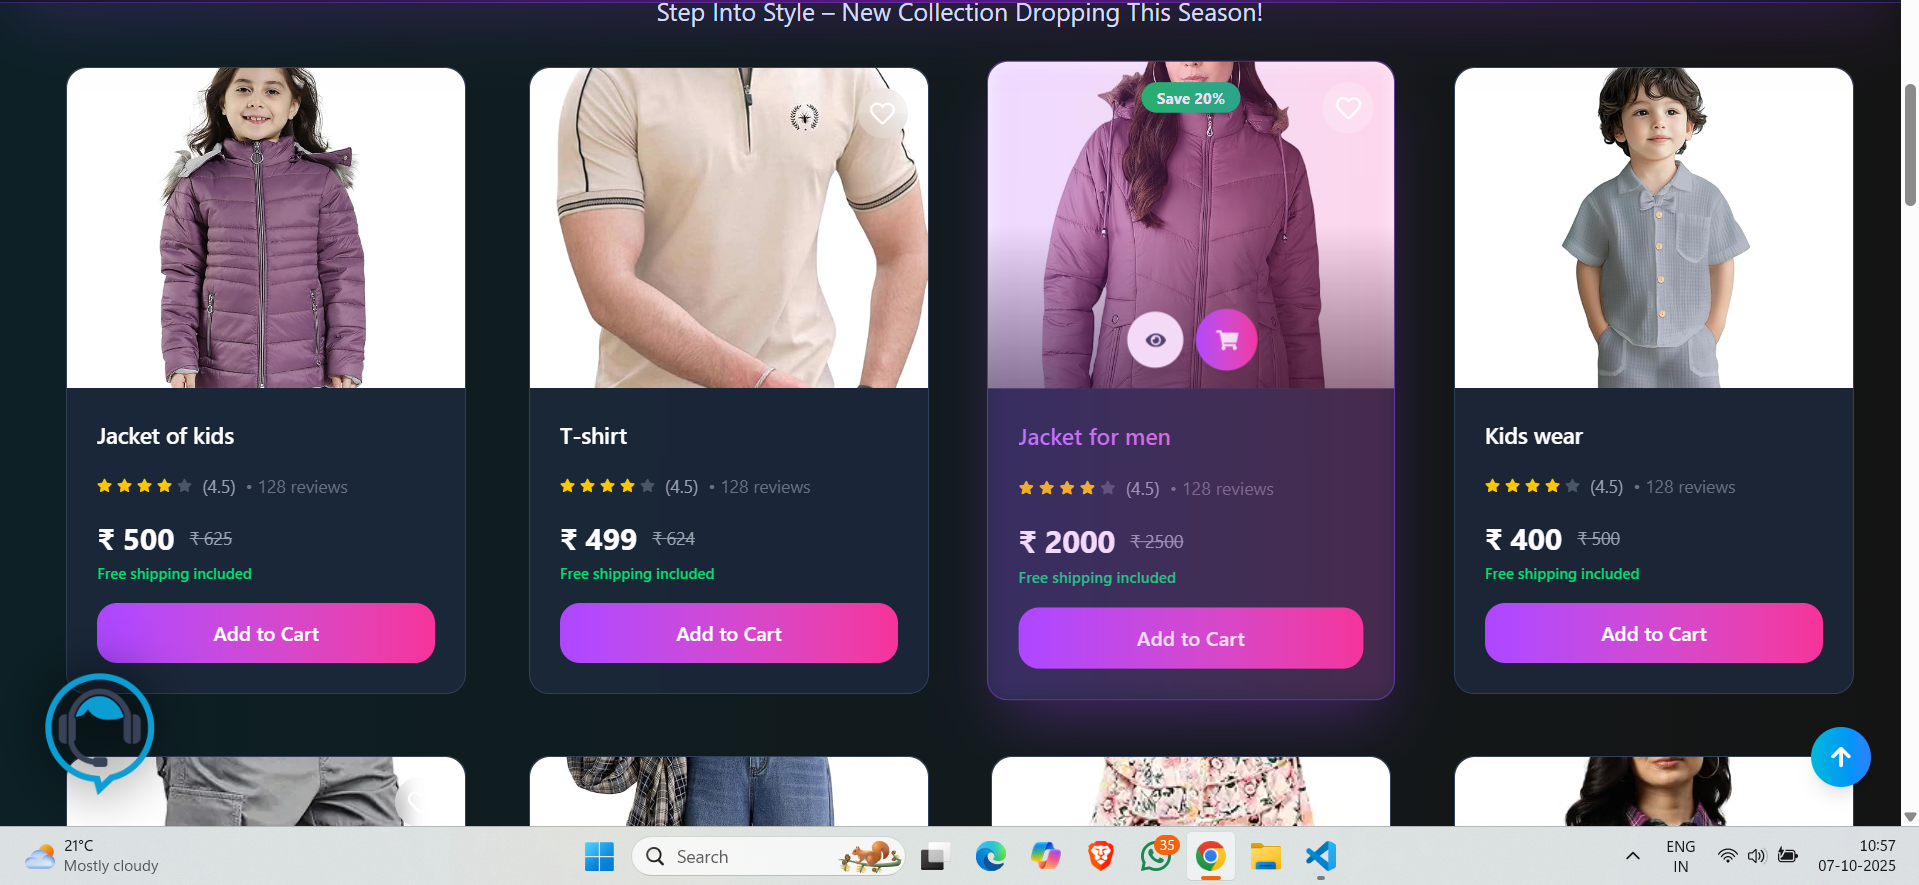 Step Into Style – New Collection Dropping This Season!
Save 20%
Jacket of kids
(4.5) • 128 reviews
₹ 500 ₹ 625
Free shipping included
Add to Cart
T-shirt
(4.5) • 128 reviews
₹ 499 ₹ 624
Free shipping included
Add to Cart
Jacket for men
(4.5) • 128 reviews
₹ 2000 ₹ 2500
Free shipping included
Add to Cart
Kids wear
(4.5) • 128 reviews
₹ 400 ₹ 500
Free shipping included
Add to Cart
21°C
Mostly cloudy
Search
35
ENG
IN
10:57
07-10-2025